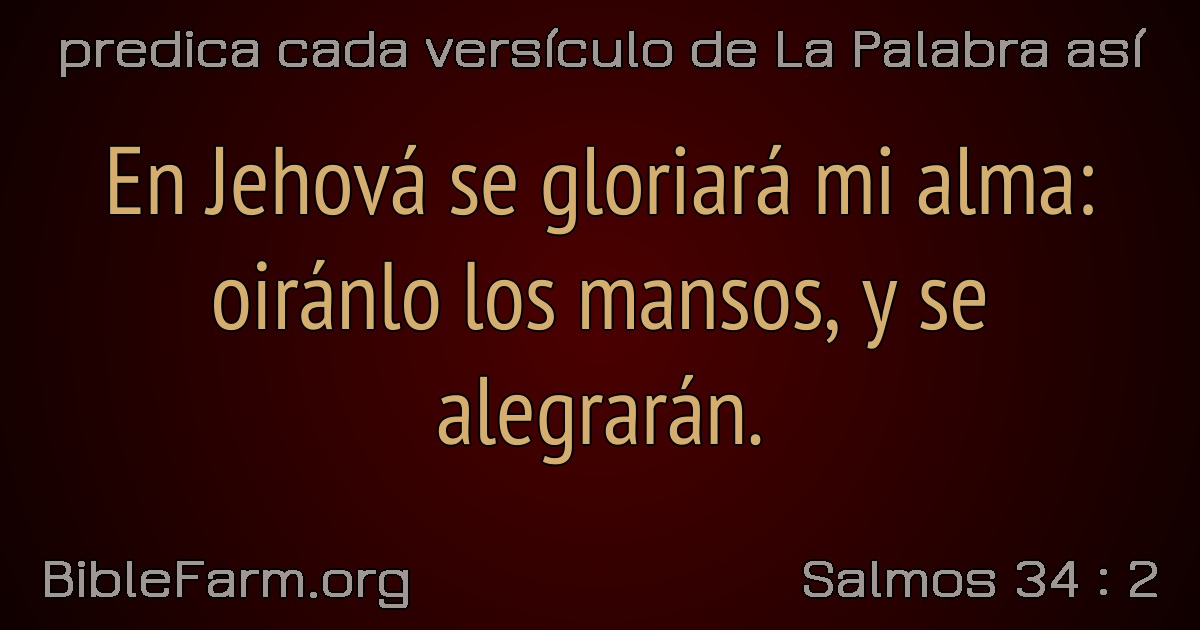 predica cada versículo de La Palabra así
En Jehová se gloriará mi alma:
oiránlo los mansos, y se
alegrarán.
BibleFarm.org
Salmos 34 : 2